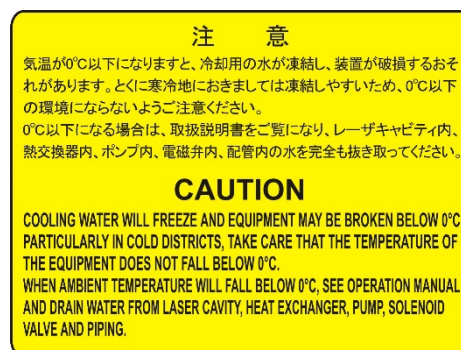 注　意
気温が0℃以下になりますと、冷却用の水が凍結し、装置が破損するおそ
れがあります。とくに寒冷地におきましては凍結しやすいため、0℃以下
の環境にならないようご注意ください。
0℃以下になる場合は、取扱説明書をご覧になり、レーザキャビティ内、
熱交換器内、ポンプ内、電磁弁内、配管内の水を完全も抜き取ってください。
CAUTION
COOLING WATER WILL FREEZE AND EQUIPMENT MAY BE BROKEN BELOW 0°C
PARTICULARLY IN COLD DISTRICTS, TAKE CARE THAT THE TEMPERATURE OF
THE EQUIPMENT DOES NOT FALL BELOW 0°C.
WHEN AMBIENT TEMPERATURE WILL FALL BELOW 0°C, SEE OPERATION MANUAL
AND DRAIN WATER FROM LASER CAVITY, HEAT EXCHANGER, PUMP, SOLENOID
VALVE AND PIPING.